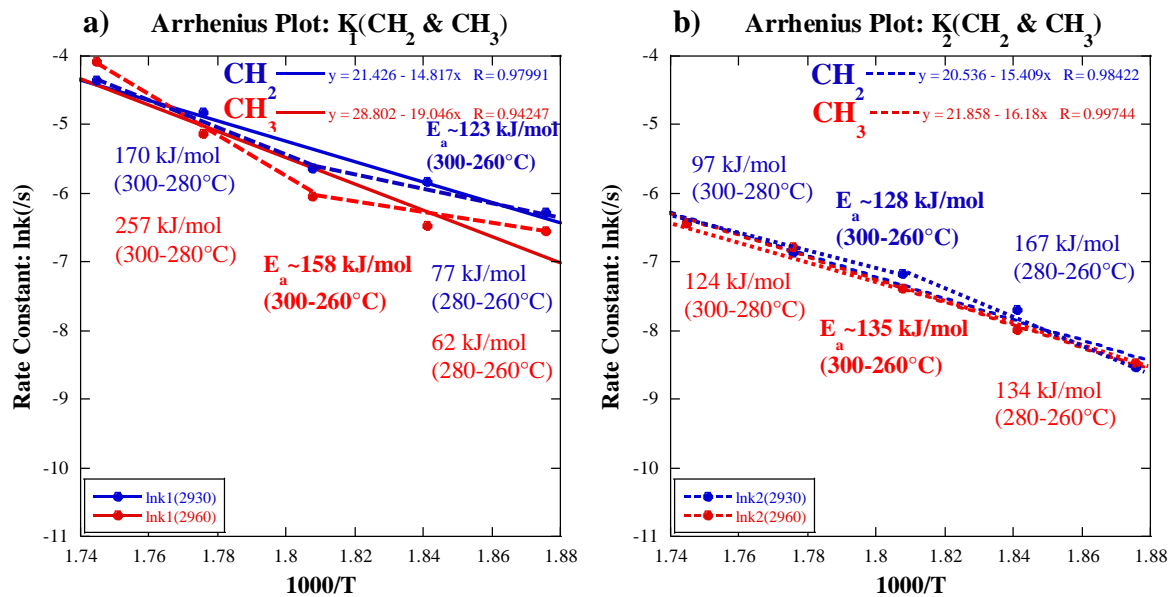 a) Arrhenius Plot: K1(CH2 & CH3)
-4
-5
-6
-7
-8
-9
-10
-11
Rate Constant: lnk(/s)
CH2 y = 21.426 - 14.817x R= 0.97991
CH3 y = 28.802 - 19.046x R= 0.94247
Ea~123 kJ/mol
(300-260°C)
170 kJ/mol
(300-280°C)
257 kJ/mol
(300-280°C)
Ea~158 kJ/mol
(300-260°C)
77 kJ/mol
(280-260°C)
62 kJ/mol
(280-260°C)
lnk1(2930)
lnk1(2960)
1.74 1.76 1.78 1.8 1.82 1.84 1.86 1.88
1000/T
b) Arrhenius Plot: K2(CH2 & CH3)
-4
-5
-6
-7
-8
-9
-10
-11
Rate Constant: lnk(/s)
CH2 y = 20.536 - 15.409x R= 0.98422
CH3 y = 21.858 - 16.18x R= 0.99744
97 kJ/mol
(300-280°C)
Ea~128 kJ/mol
(300-260°C)
167 kJ/mol
(280-260°C)
124 kJ/mol
(300-280°C)
Ea~135 kJ/mol
(300-260°C)
134 kJ/mol
(280-260°C)
lnk2(2930)
lnk2(2960)
1.74 1.76 1.78 1.8 1.82 1.84 1.86 1.88
1000/T